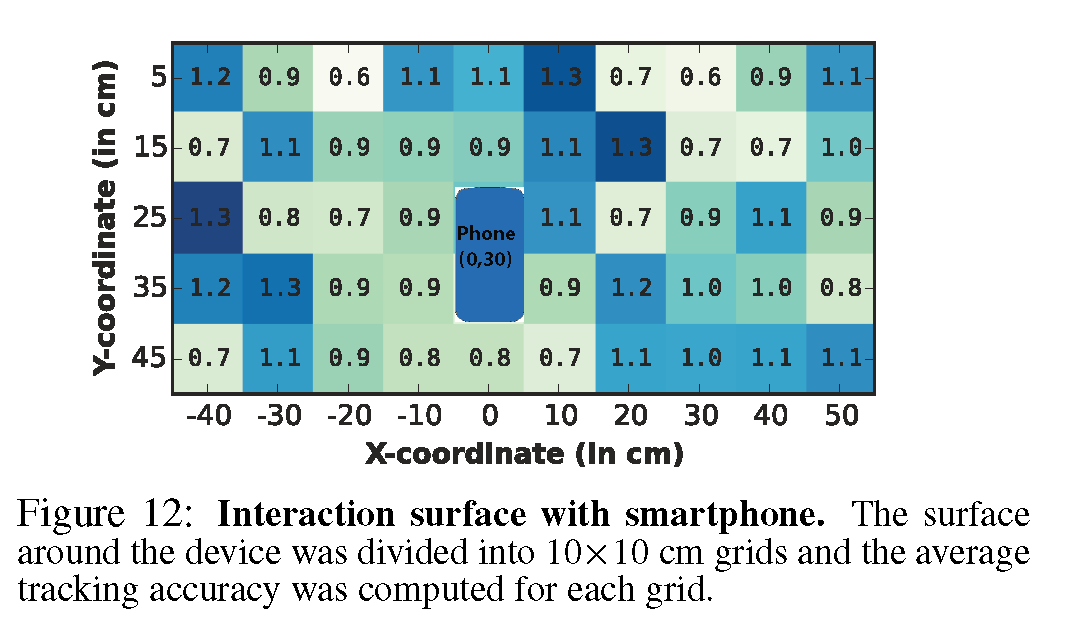 Y-coordinate (in cm)
5 1.2 0.9 0.6 1.1 1.1 1.3 0.7 0.6 0.9 1.1
15 0.7 1.1 0.9 0.9 0.9 1.1 1.3 0.7 0.7 1.0
25 1.3 0.8 0.7 0.9 1.1 0.7 0.9 1.1 0.9
Phone
(0,30)
35 1.2 1.3 0.9 0.9 0.9 1.2 1.0 1.0 0.8
45 0.7 1.1 0.9 0.8 0.8 0.7 1.1 1.0 1.1 1.1
-40 -30 -20 -10 0 10 20 30 40 50
X-coordinate (in cm)
Figure 12: Interaction surface with smartphone. The surface
around the device was divided into 10×10 cm grids and the average
tracking accuracy was computed for each grid.